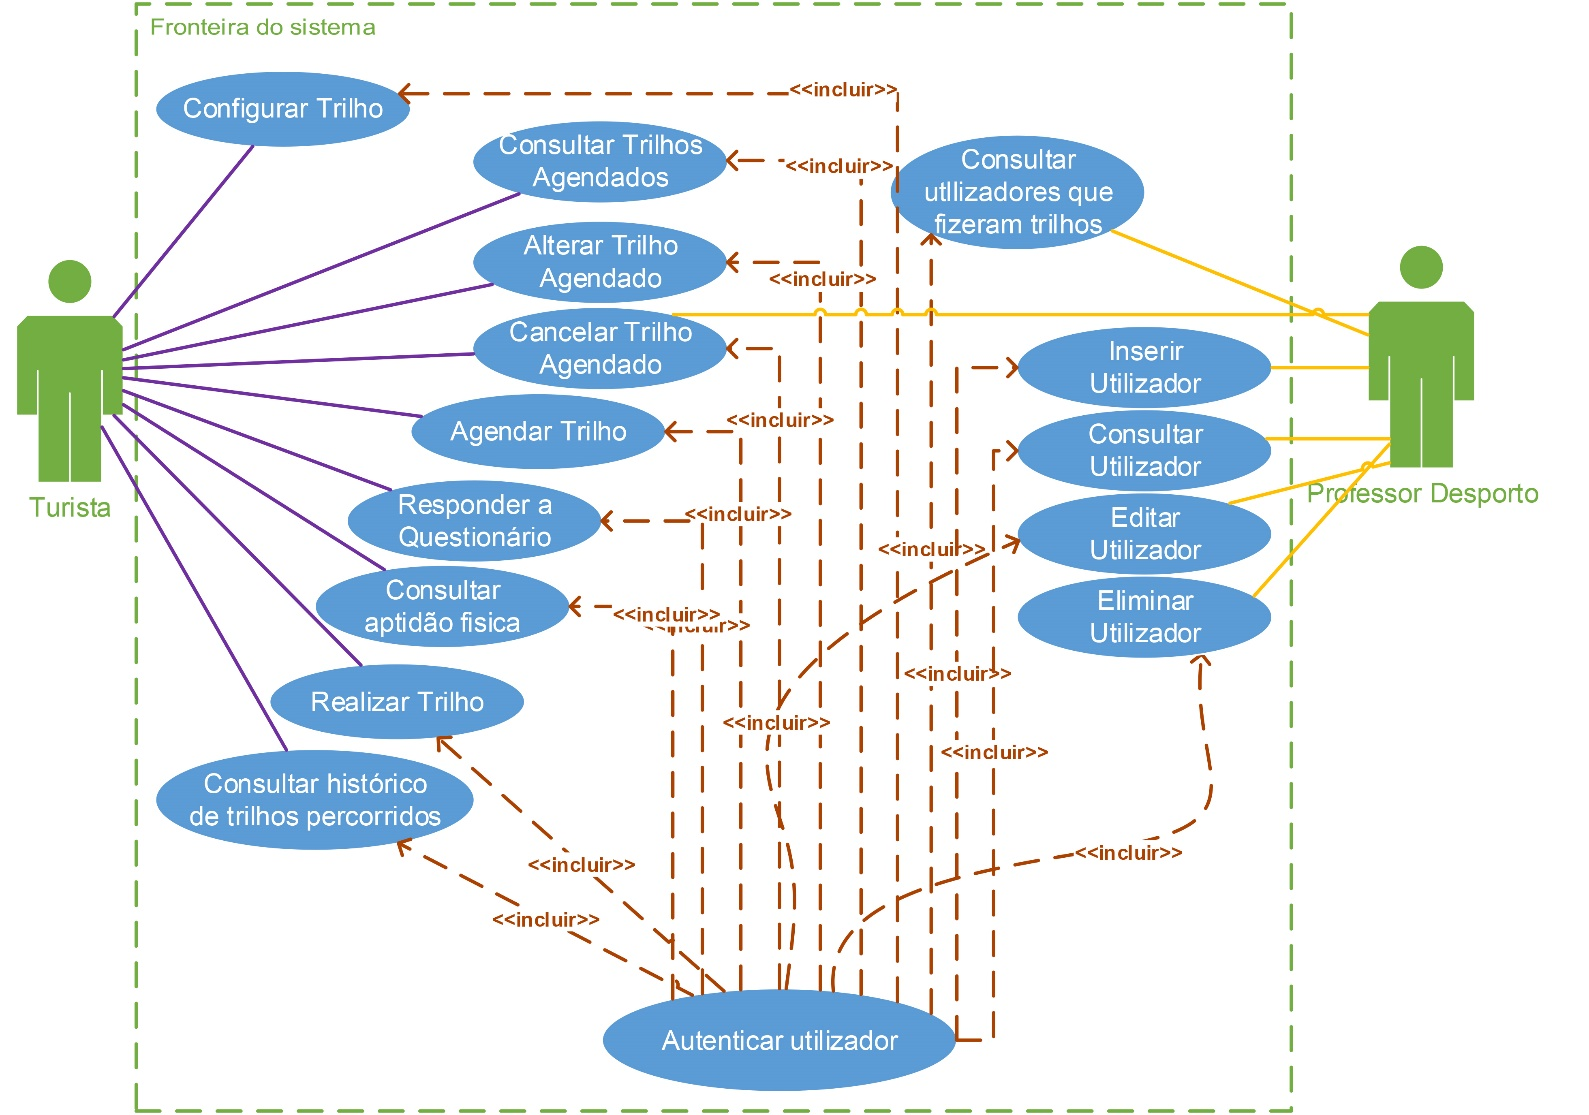 Fronteira do sistema
Configurar Trilho
<<incluir>>
Consultar Trilhos
Agendados
<<incluir>>
Consultar
utIlizadores que
fizeram trilhos
Alterar Trilho
Agendado
<<incluir>>
Cancelar Trilho
Agendado
Inserir
Utilizador
<<incluir>>
Agendar Trilho
Consultar
Utilizador
Turista
Professor Desporto
Responder a
Questionário
<<incluir>>
Editar
Utilizador
<<incluir>>
Consultar
aptidão fisica
<<incluir>>
<<incluir>>
Eliminar
Utilizador
<<incluir>>
Realizar Trilho
<<incluir>>
<<incluir>>
Consultar histórico
de trilhos percorridos
<<incluir>>
<<incluir>>
<<incluir>>
Autenticar utilizador